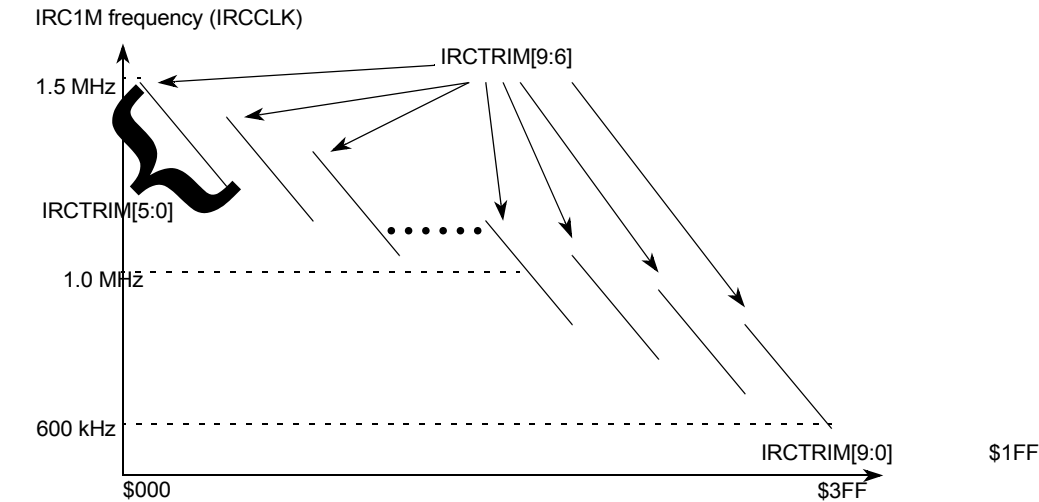 IRC1M frequency (IRCCLK)
IRCTRIM[9:6]
1.5 MHz
IRCTRIM[5:0]
1.0 MHz
600 kHz
IRCTRIM[9:0]
$1FF
$000
$3FF